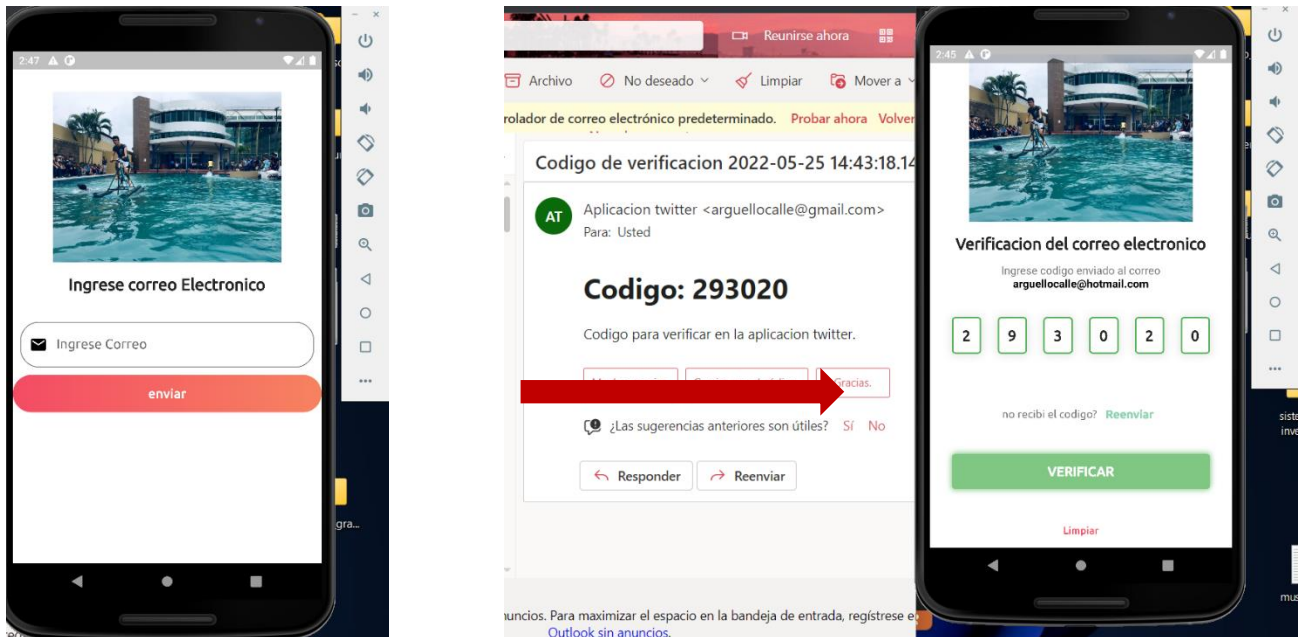 2:47
Ingrese correo Electronico
Ingrese Correo
enviar
gra...
Reunirse ahora
Archivo
No deseado
Limpiar
Mover a
rolador de correo electrónico predeterminado. Probar ahora Volver
Codigo de verificacion 2022-05-25 14:43:18.14
AT
Aplicacion twitter <arguellocalle@gmail.com>
Para: Usted
Codigo: 293020
Codigo para verificar en la aplicacion twitter.
Gracias.
¿Las sugerencias anteriores son útiles? Sí No
Responder
Reenviar
nuncios. Para maximizar el espacio en la bandeja de entrada, regístrese e
Outlook sin anuncios.
2:45
Verificacion del correo electronico
Ingrese codigo enviado al correo
arguellocalle@hotmail.com
2 9 3 0 2 0
no recibi el codigo? Reenviar
VERIFICAR
Limpiar
siste
inve
mus